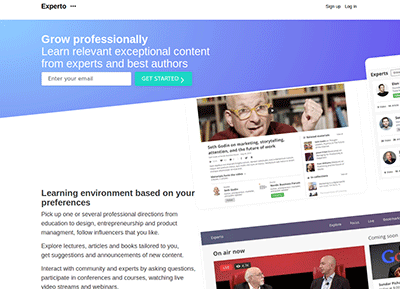 Experto •••
Sign up Log in
Grow professionally
Learn relevant exceptional content
from experts and best authors
Enter your email
GET STARTED
Experts
Seth Godin on marketing, storytelling,
attention, and the future of work
Learning environment based on your
preferences
Pick up one or several professional directions from
education to design, entrepreneurship and product
managment, follow influencers that you like.
Explore lectures, articles and books tailored to you,
get suggestions and announcements of new content.
Interact with community and experts by asking questions,
participate in conferences and courses, watching live
video streams and webinars.
Experto
Explore Focus Live
On air now
Coming soon
LIVE